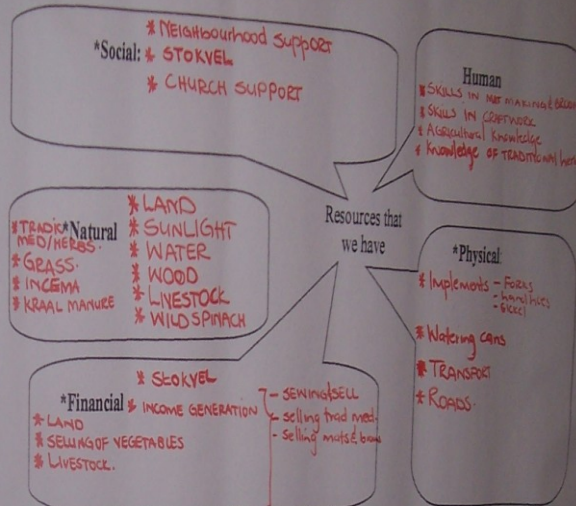 *Social:
* NEIGHbourhood Support
* STOKVEL
* CHURCH SUPPORT
Human
* SKILLS IN MAT MAKING &
* SKILLS IN CRAFTWORK
* AGRicultural Knowledge
* Knowledge OF TRADITIONAL
Resources that
we have
*Natural
* TRADIC
MED/HERBS.
* GRASS.
* INCEMA
* KRAAL MANURE
* LAND
* SUNLIGHT
* WATER
* WOOD
* LIVESTOCK
* WILD SPINACH
*Physical
* Implements - FORKS
* Watering cans
* TRANSPORT
* ROADS.
*Financial
* STOKVEL
* INCOME GENERATION
- SEWING & SELL
- selling trad med.
- selling mats &
* LAND
* SELLING OF VEGETABLES
* LIVESTOCK.